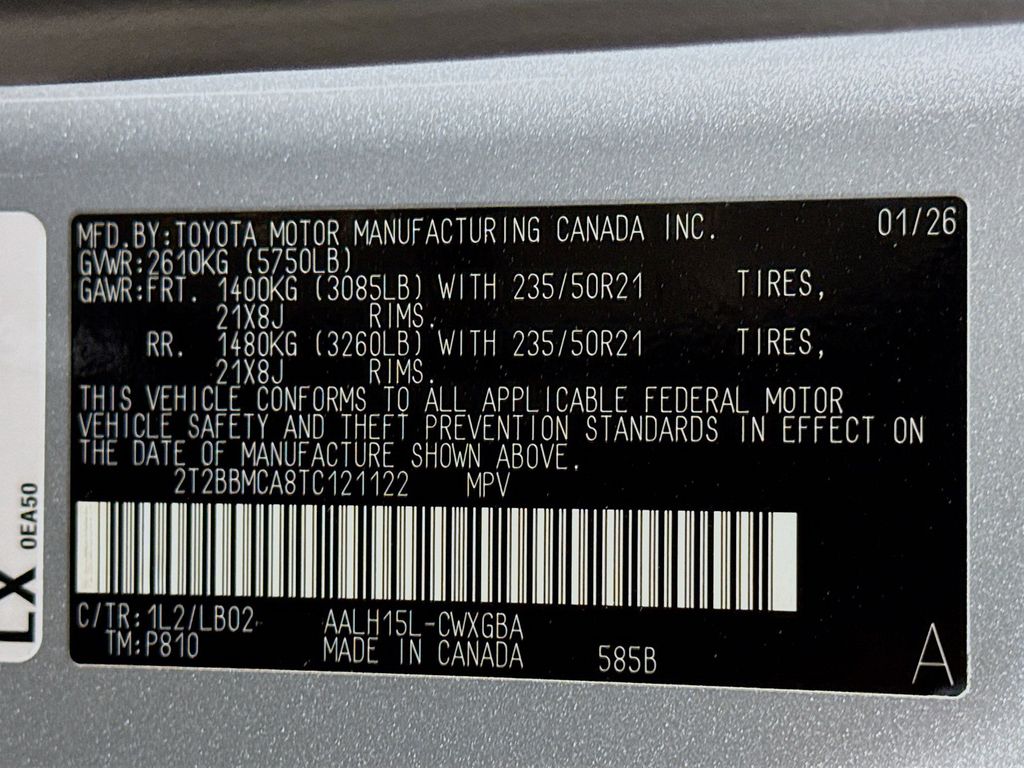 MFD.BY:TOYOTA MOTOR MANUFACTURING CANADA INC. 01/26
GVWR:2610KG (5750LB)
GAWR:FRT. 1400KG (3085LB) WITH 235/50R21 TIRES,
21X8J RIMS.
RR. 1480KG (3260LB) WITH 235/50R21 TIRES,
21X8J RIMS.
THIS VEHICLE CONFORMS TO ALL APPLICABLE FEDERAL MOTOR
VEHICLE SAFETY AND THEFT PREVENTION STANDARDS IN EFFECT ON
THE DATE OF MANUFACTURE SHOWN ABOVE.
2T2BBMCA8TC121122 MPV
C/TR:1L2/LB02 AALH15L-CWXGBA
TM:P810 MADE IN CANADA 585B
A
0EA50
LX